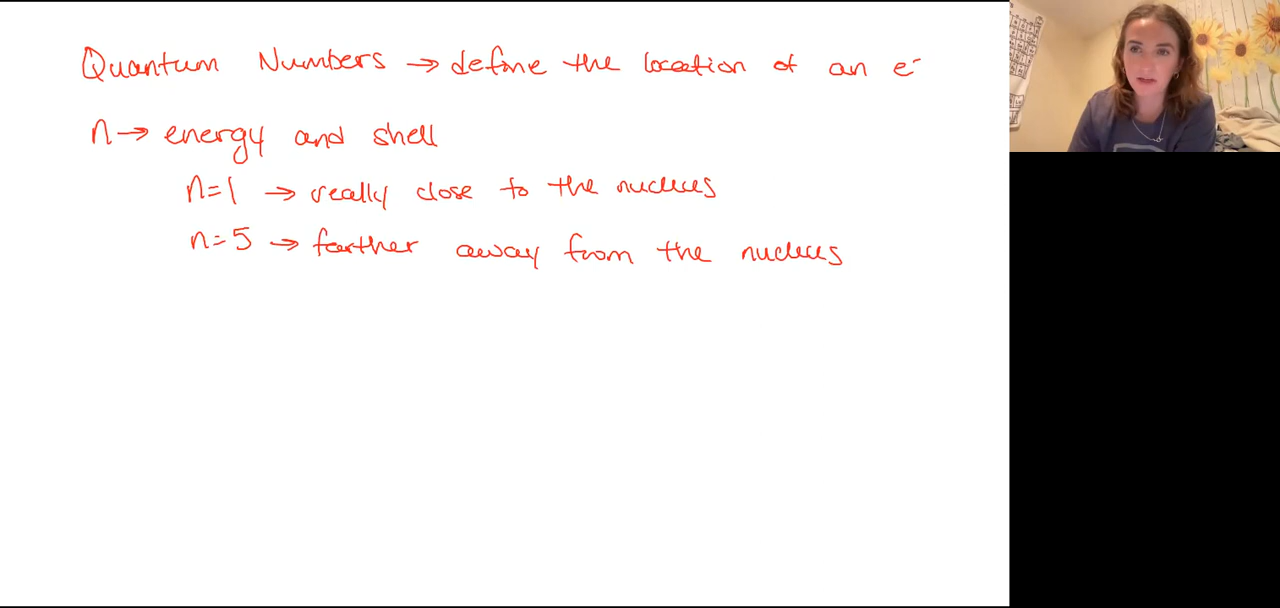 Quantum Numbers → define the location of an e⁻
n → energy and shell
n=1 → really close to the nucleus
n=5 → farther away from the nucleus